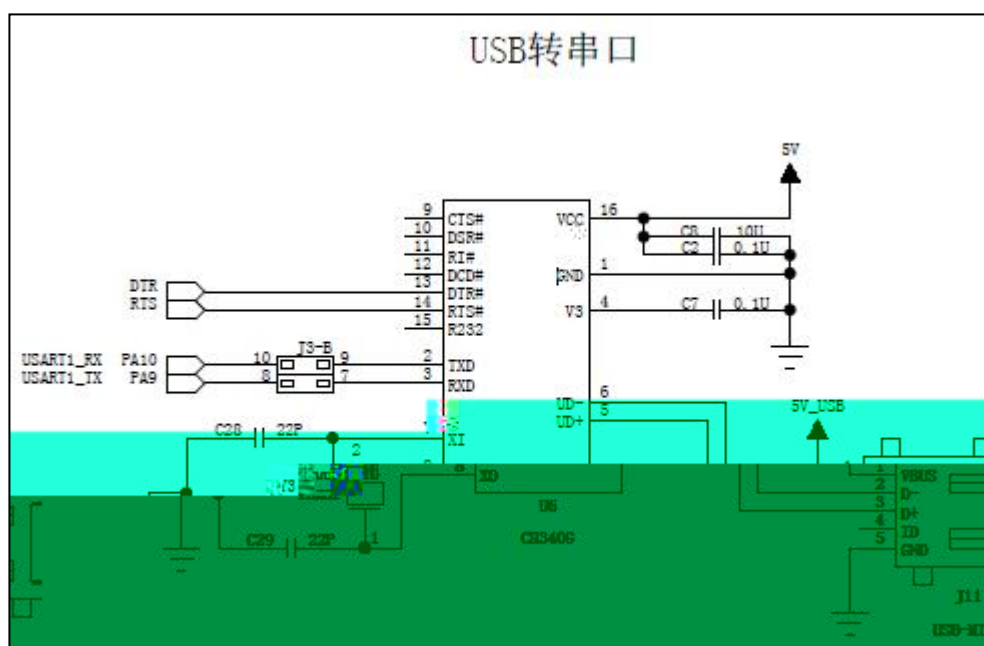 USB转串口
5V
9 CTS#
10 DSR#
11 RI#
12 DCD#
13 DTR#
14 RTS#
15 R232
VCC 16
C8 10U
C2 0.1U
GND 1
V3 4
C7 0.1U
DTR
RTS
J3-B
USART1_RX PA10 10 9 2 TXD
USART1_TX PA9 8 7 3 RXD
UD- 6
UD+ 5
5V_USB
C28 22P
XI
2
XO
C29 22P
1
U6
CH340G
1 VBUS
2 D-
3 D+
4 ID
5 GND